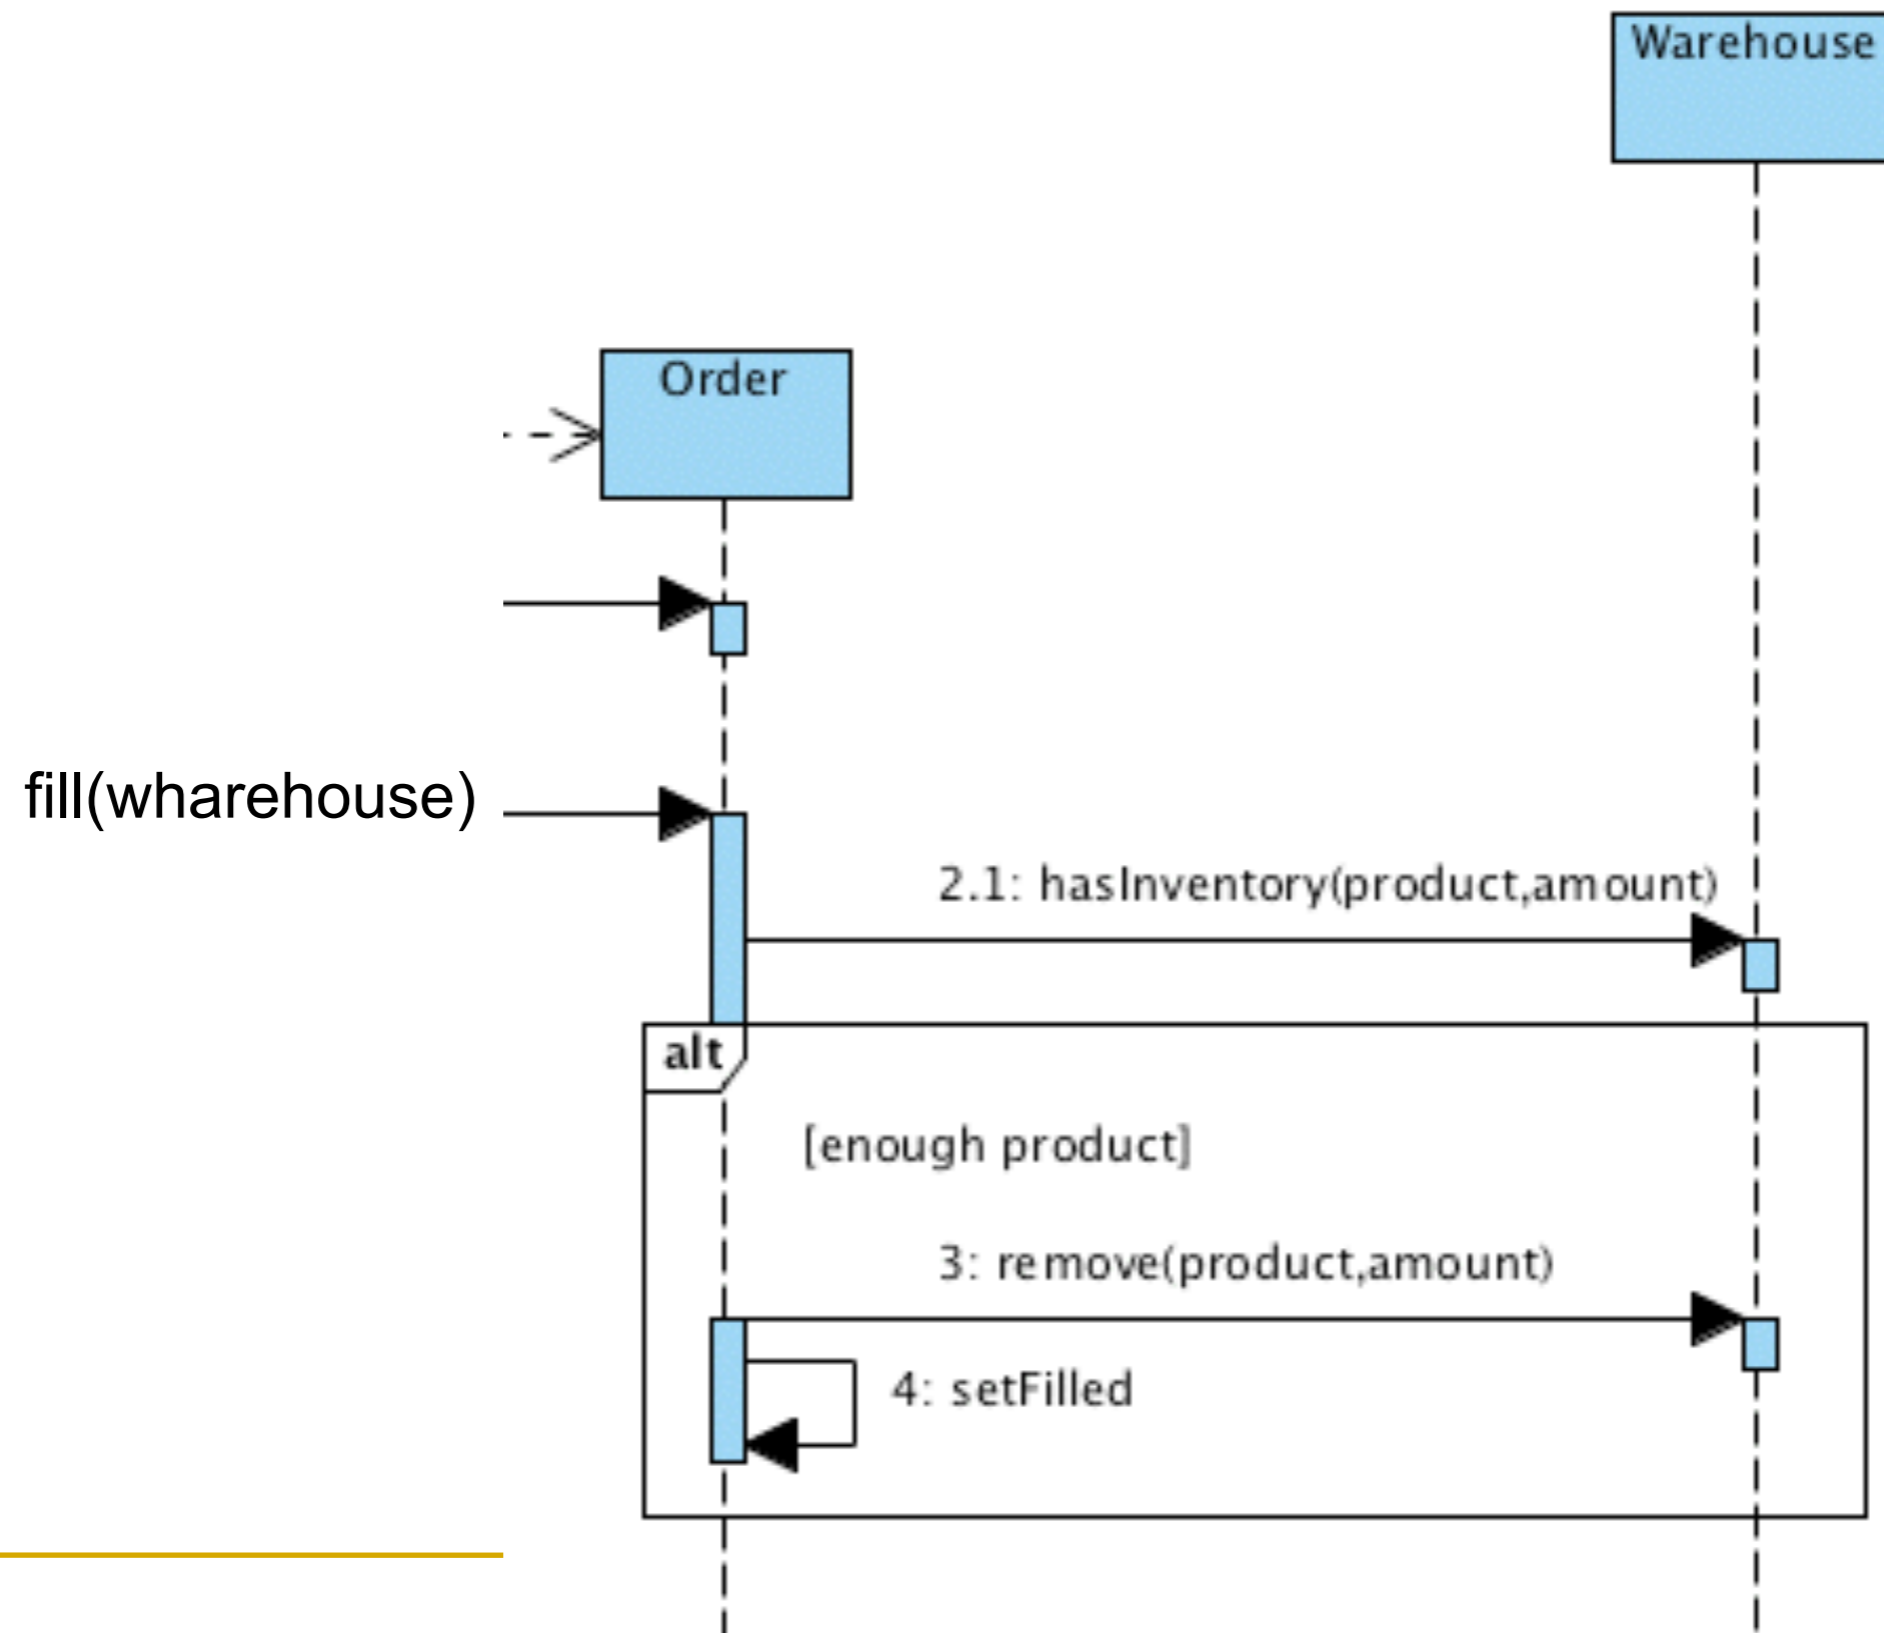 Warehouse
Order
fill(wharehouse)
2.1: hasInventory(product,amount)
alt
[enough product]
3: remove(product,amount)
4: setFilled